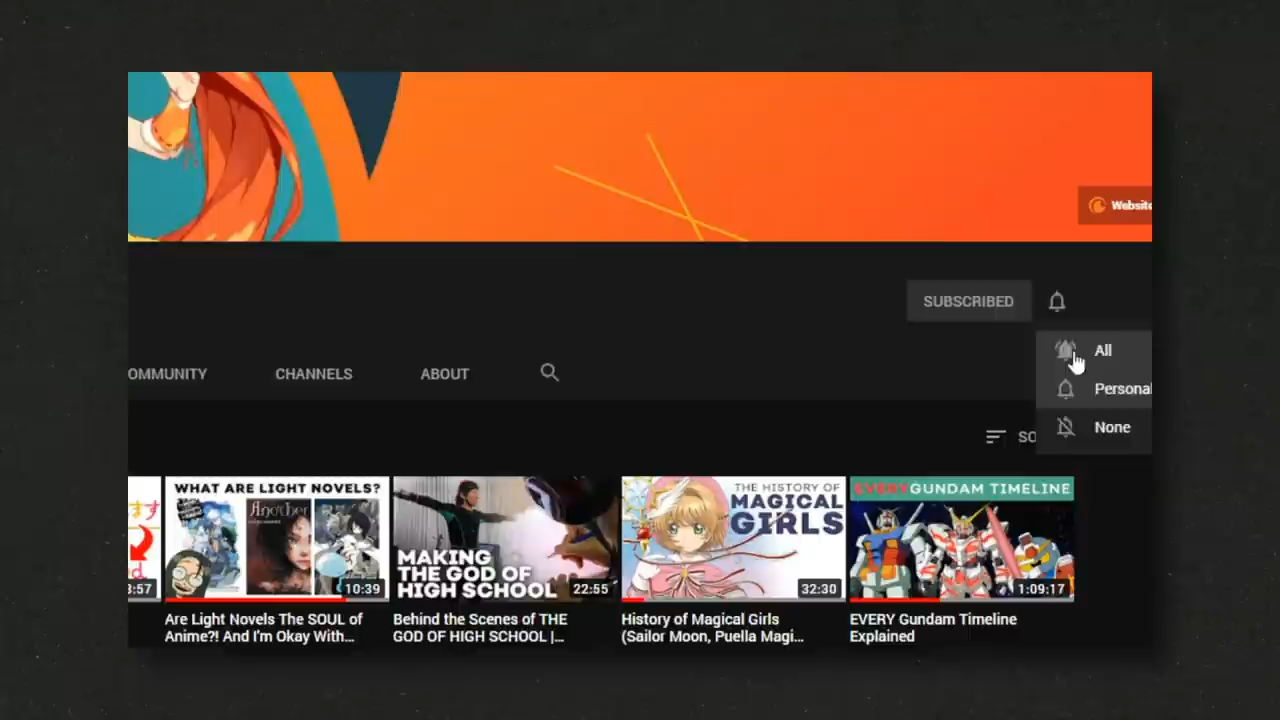 Website
SUBSCRIBED
All
OMMUNITY
CHANNELS
ABOUT
Personal
None
SO
す
3:57
WHAT ARE LIGHT NOVELS?
Another
10:39
MAKING
THE GOD OF
HIGH SCHOOL
22:55
THE HISTORY OF
MAGICAL
GIRLS
32:30
EVERY GUNDAM TIMELINE
1:09:17
Are Light Novels The SOUL of
Anime?! And I'm Okay With...
Behind the Scenes of THE
GOD OF HIGH SCHOOL |...
History of Magical Girls
(Sailor Moon, Puella Magi...
EVERY Gundam Timeline
Explained